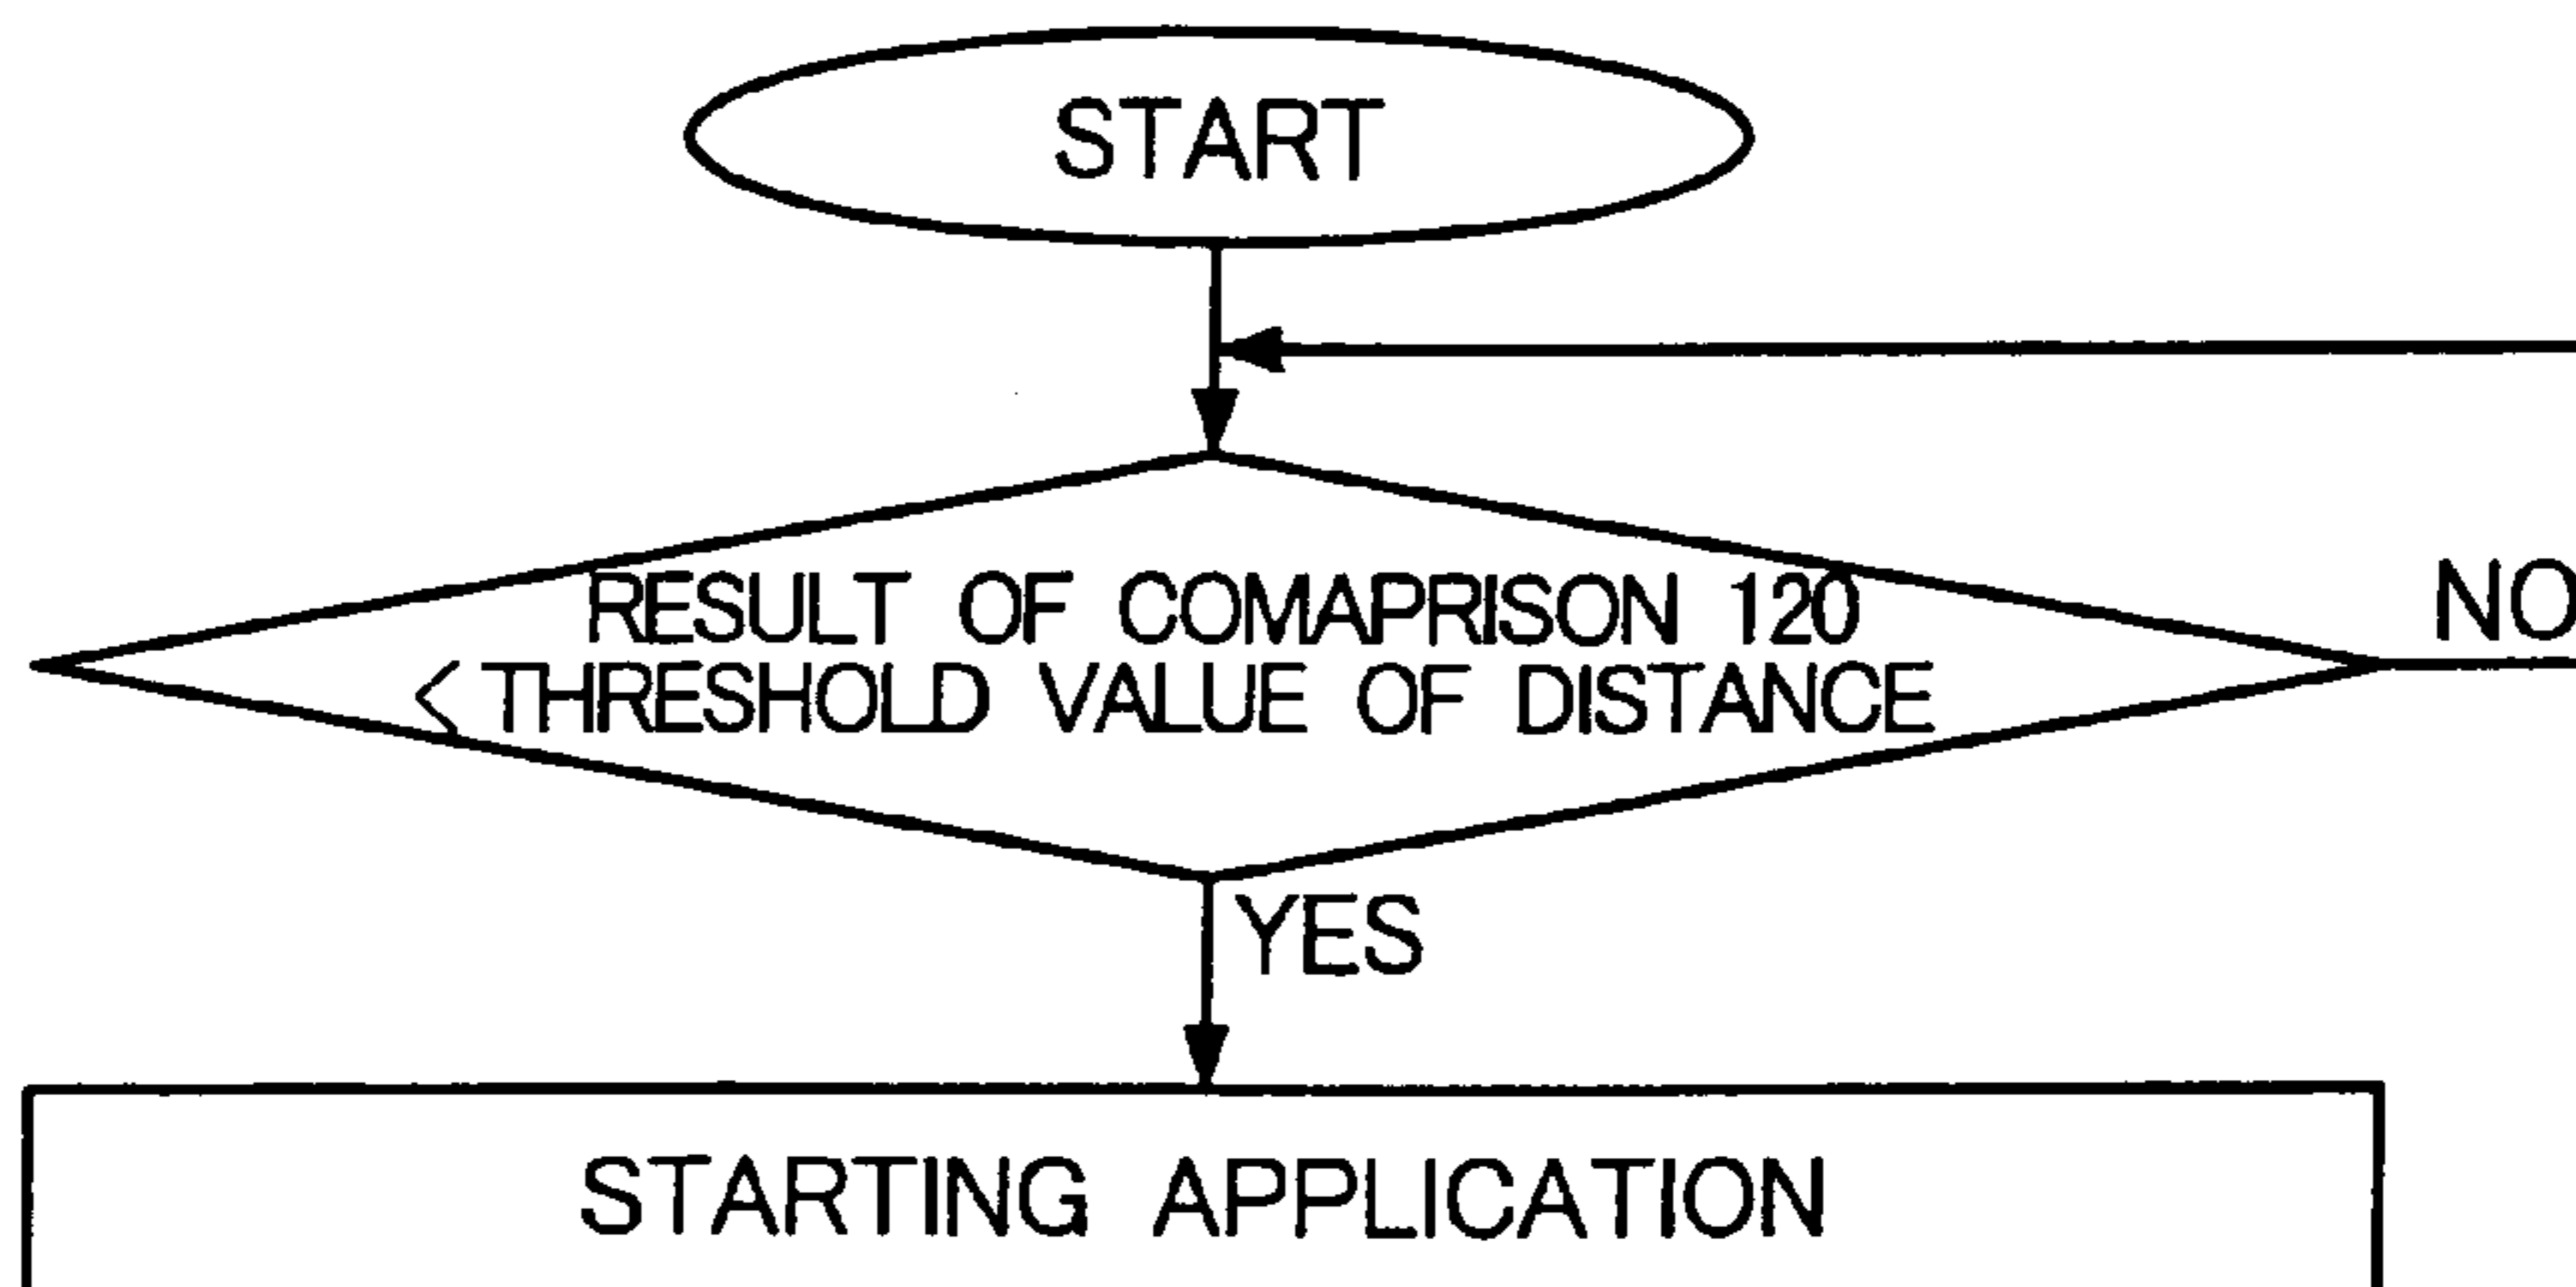 START
RESULT OF COMAPRISON 120
< THRESHOLD VALUE OF DISTANCE
NO
YES
STARTING APPLICATION